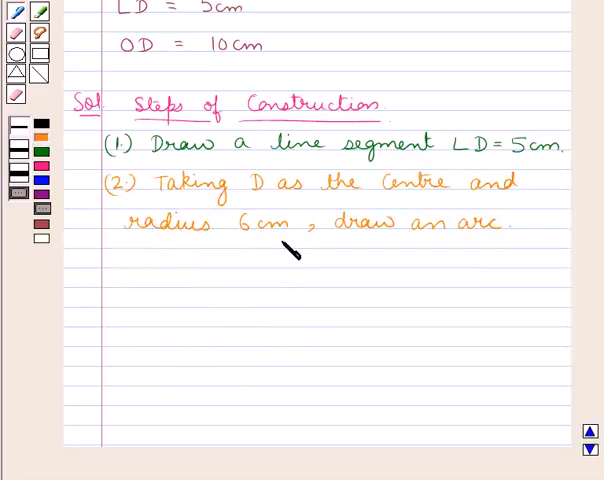 LD = 5cm
OD = 10cm
Sol Steps of Construction
(1.) Draw a line segment LD = 5cm.
(2.) Taking D as the Centre and
radius 6cm, draw an arc.